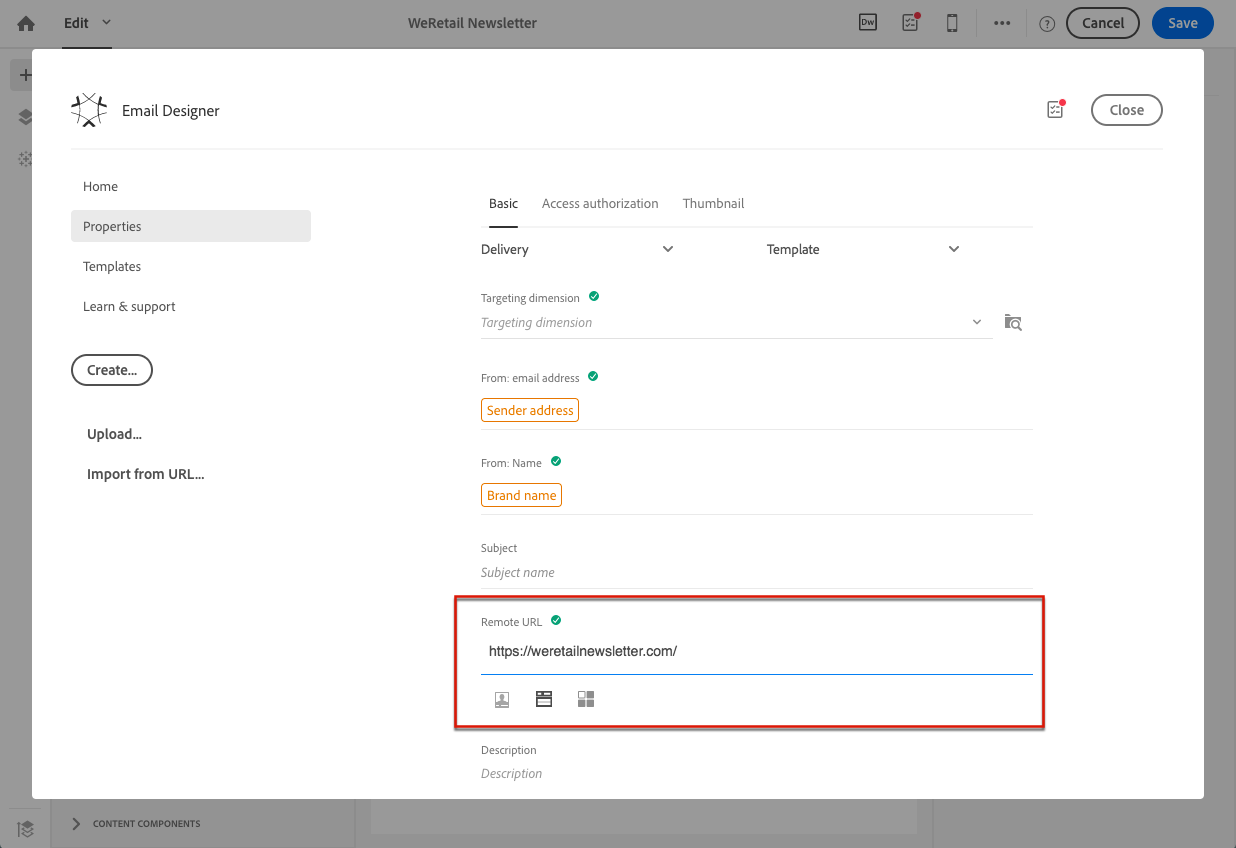 Edit
WeRetail Newsletter
Dw
?
Cancel
Save
Email Designer
Close
Home
Properties
Templates
Learn & support
Create...
Upload...
Import from URL...
Basic
Access authorization
Thumbnail
Delivery
Template
Targeting dimension
Targeting dimension
From: email address
Sender address
From: Name
Brand name
Subject
Subject name
Remote URL
https://weretailnewsletter.com/
Description
Description
CONTENT COMPONENTS